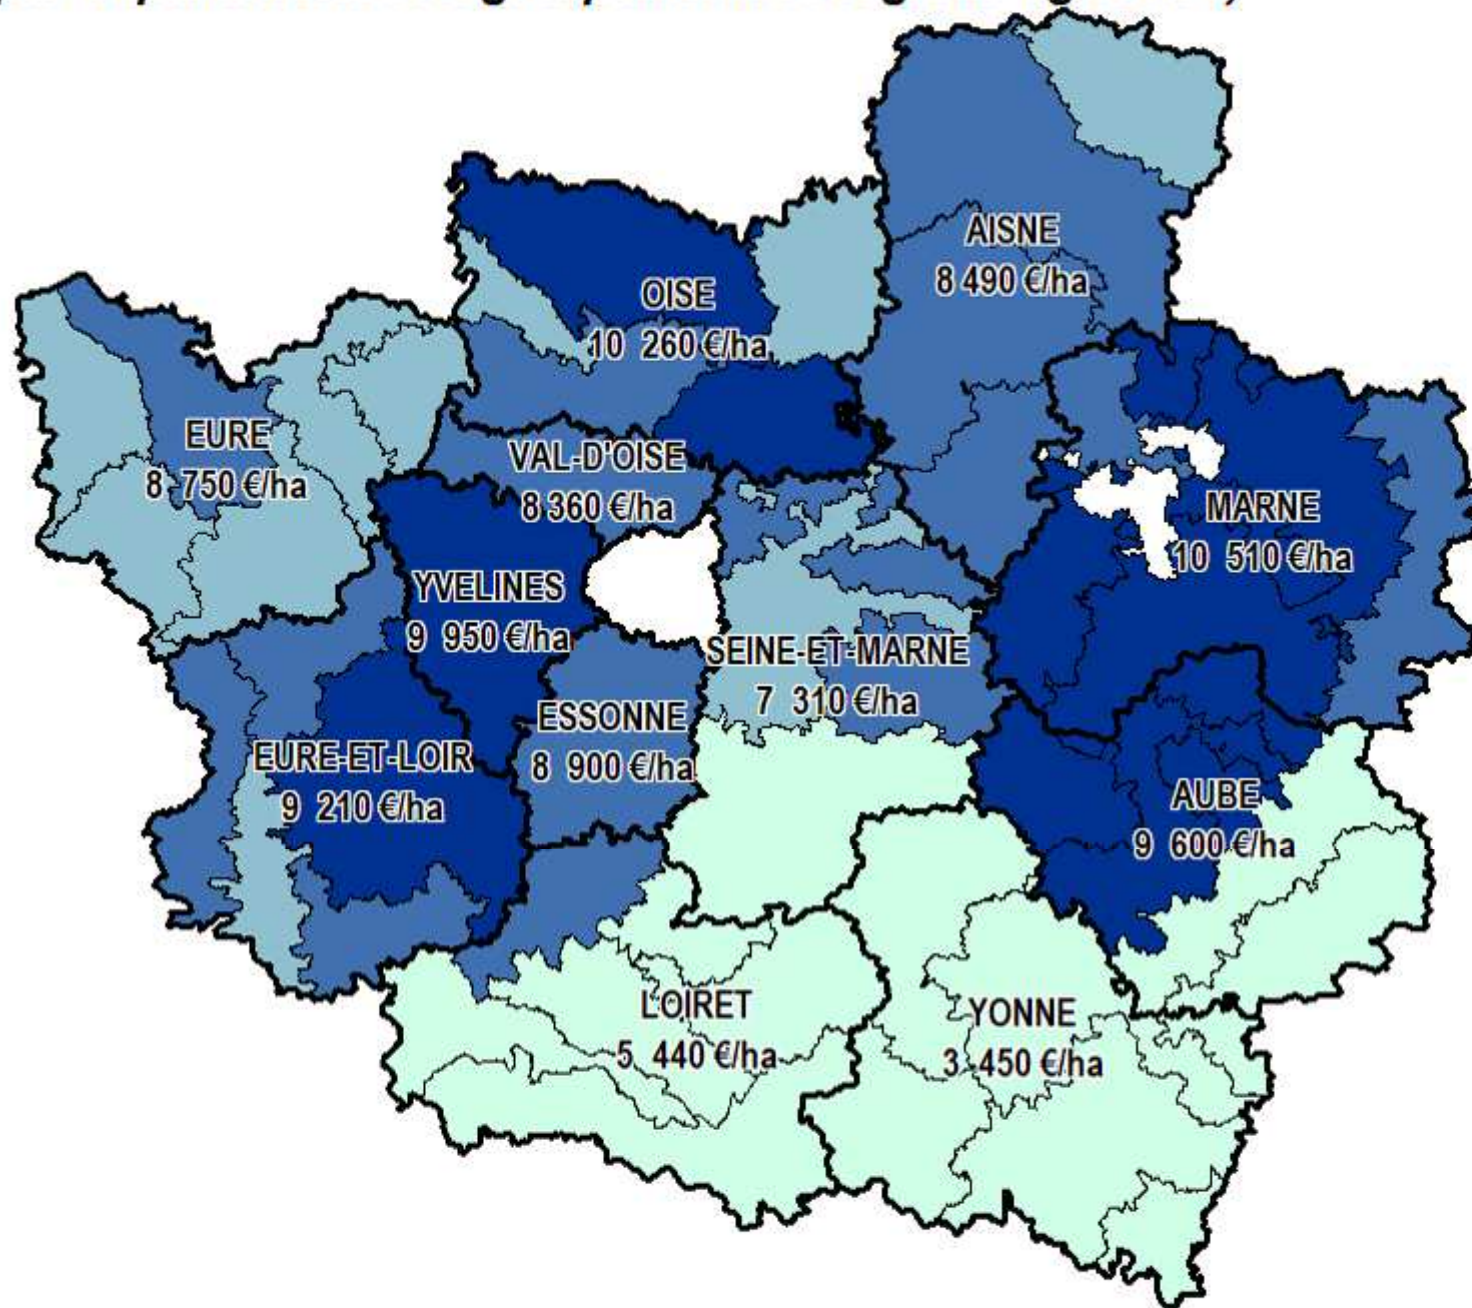 AISNE
8 490 €/ha
OISE
10 260 €/ha
EURE
8 750 €/ha
VAL-D'OISE
8 360 €/ha
MARNE
10 510 €/ha
YVELINES
9 950 €/ha
SEINE-ET-MARNE
7 310 €/ha
ESSONNE
8 900 €/ha
EURE-ET-LOIR
9 210 €/ha
AUBE
9 600 €/ha
LOIRET
5 440 €/ha
YONNE
3 450 €/ha